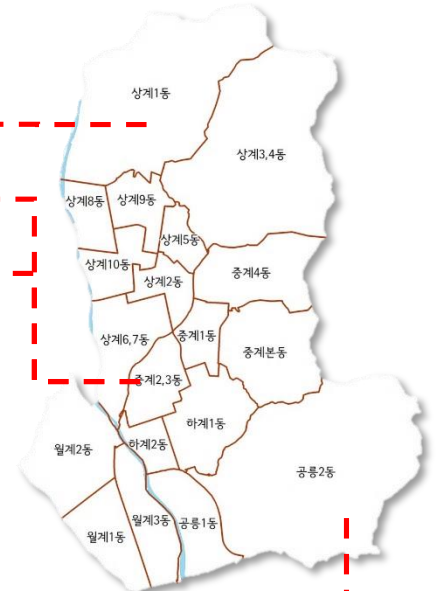 상계1동
상계3,4동
상계8동
상계9동
상계5동
상계10동
상계2동
중계4동
상계6,7동
중계1동
중계본동
중계2,3동
하계1동
월계2동
하계2동
공릉2동
월계3동
공릉1동
월계1동